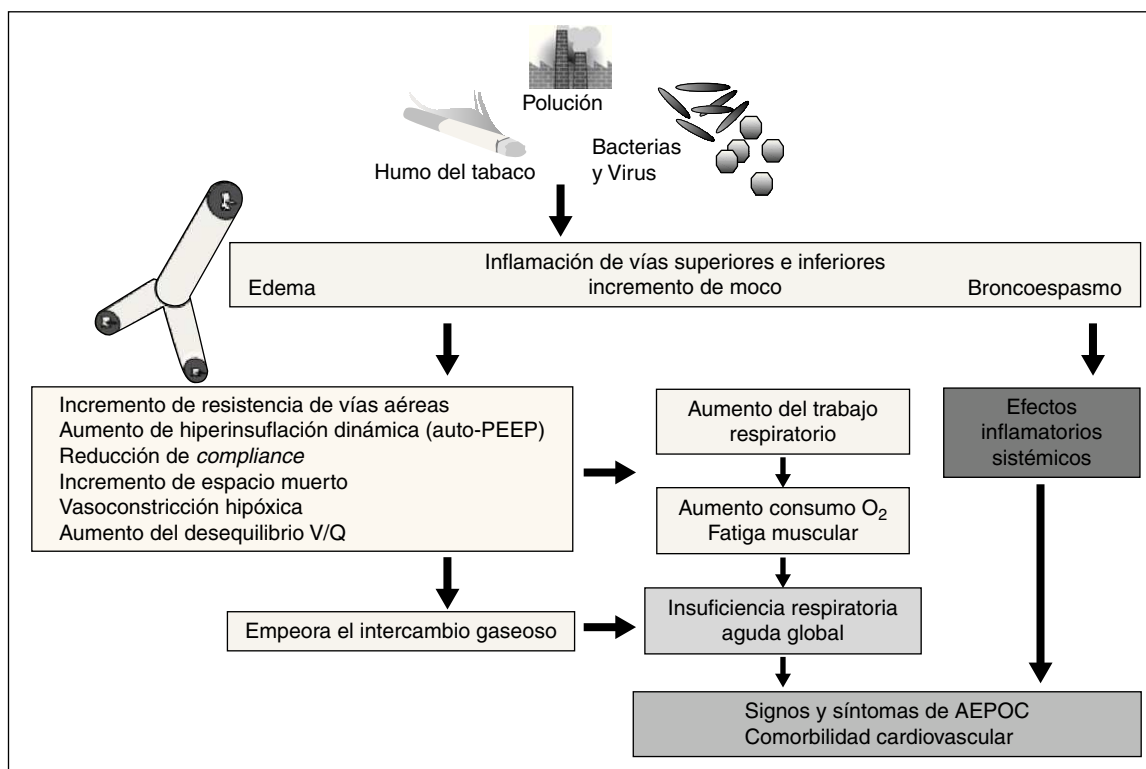 Polución
Humo del tabaco
Bacterias
y Virus
Inflamación de vías superiores e inferiores
incremento de moco
Edema
Broncoespasmo
Incremento de resistencia de vías aéreas
Aumento de hiperinsuflación dinámica (auto-PEEP)
Reducción de compliance
Incremento de espacio muerto
Vasoconstricción hipóxica
Aumento del desequilibrio V/Q
Aumento del trabajo
respiratorio
Efectos
inflamatorios
sistémicos
Aumento consumo O₂
Fatiga muscular
Empeora el intercambio gaseoso
Insuficiencia respiratoria
aguda global
Signos y síntomas de AEPOC
Comorbilidad cardiovascular